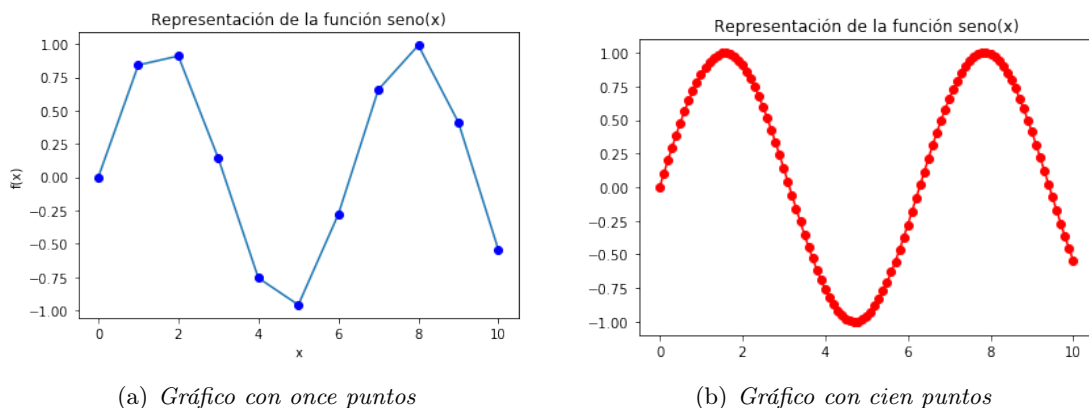 Representación de la función seno(x)
1.00
0.75
0.50
0.25
0.00
−0.25
−0.50
−0.75
−1.00
f(x)
0 2 4 6 8 10
x
(a) Gráfico con once puntos
Representación de la función seno(x)
1.00
0.75
0.50
0.25
0.00
−0.25
−0.50
−0.75
−1.00
0 2 4 6 8 10
(b) Gráfico con cien puntos